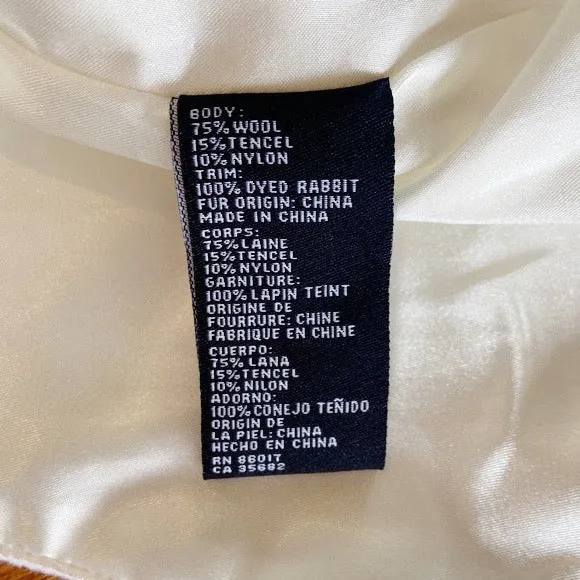 BODY:
75% WOOL
15% TENCEL
10% NYLON
TRIM:
100% DYED RABBIT
FUR ORIGIN: CHINA
MADE IN CHINA
CORPS:
75% LAINE
15% TENCEL
10% NYLON
GARNITURE:
100% LAPIN TEINT
ORIGINE DE
FOURRURE: CHINE
FABRIQUE EN CHINE
CUERPO:
75% LANA
15% TENCEL
10% NILON
ADORNO:
100% CONEJO TEÑIDO
ORIGIN DE
LA PIEL: CHINA
HECHO EN CHINA
RN 86017
CA 35682